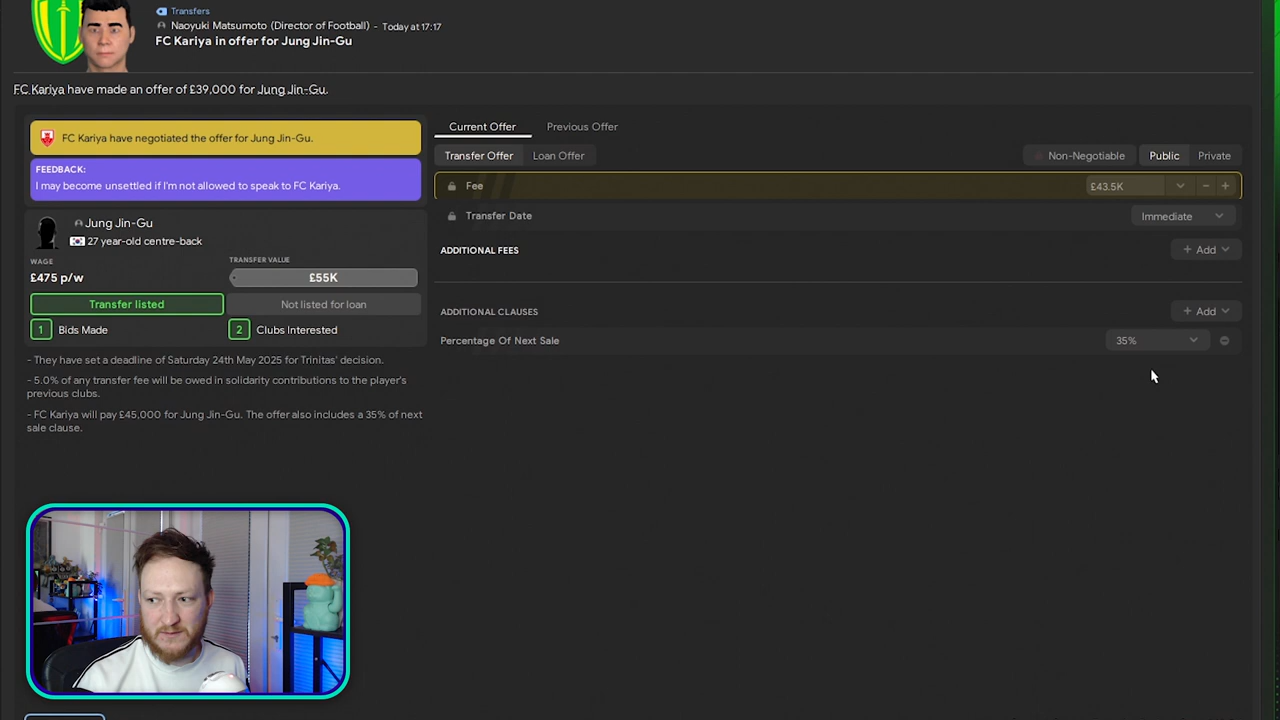 Transfers
Naoyuki Matsumoto (Director of Football) - Today at 17:17
FC Kariya in offer for Jung Jin-Gu
FC Kariya have made an offer of £39,000 for Jung Jin-Gu.
FC Kariya have negotiated the offer for Jung Jin-Gu.
FEEDBACK:
I may become unsettled if I'm not allowed to speak to FC Kariya.
Jung Jin-Gu
27 year-old centre-back
WAGE
£475 p/w
TRANSFER VALUE
£55K
Transfer listed
Not listed for loan
1 Bids Made
2 Clubs Interested
- They have set a deadline of Saturday 24th May 2025 for Trinitas' decision.
- 5.0% of any transfer fee will be owed in solidarity contributions to the player's
previous clubs.
- FC Kariya will pay £45,000 for Jung Jin-Gu. The offer also includes a 35% of next
sale clause.
Current Offer
Previous Offer
Transfer Offer
Loan Offer
Non-Negotiable
Public
Private
Fee
£43.5K
Transfer Date
Immediate
ADDITIONAL FEES
+ Add
ADDITIONAL CLAUSES
+ Add
Percentage Of Next Sale
35%